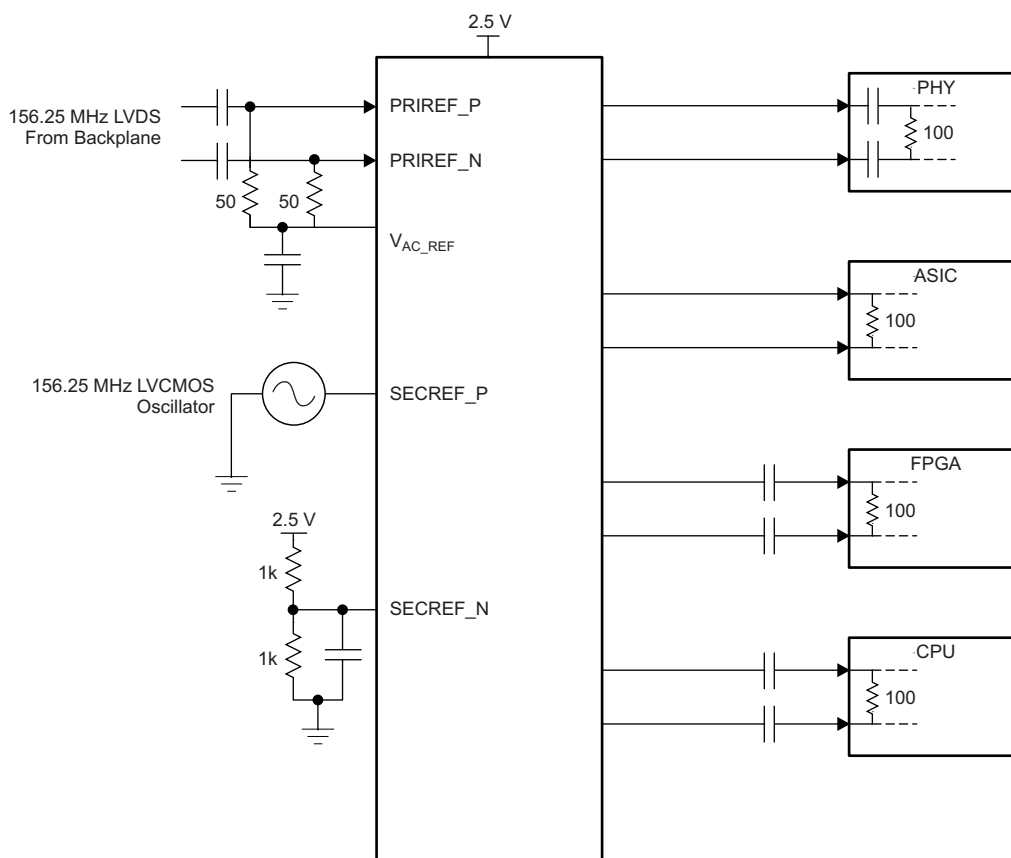 2.5 V
156.25 MHz LVDS
From Backplane
PRIREF_P
PRIREF_N
50
50
VAC_REF
156.25 MHz LVCMOS
Oscillator
SECREF_P
2.5 V
1k
SECREF_N
1k
PHY
100
ASIC
100
FPGA
100
CPU
100